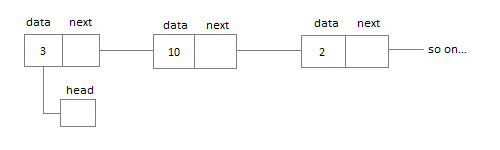 data next
data next
data next
3
10
2
so on...
head